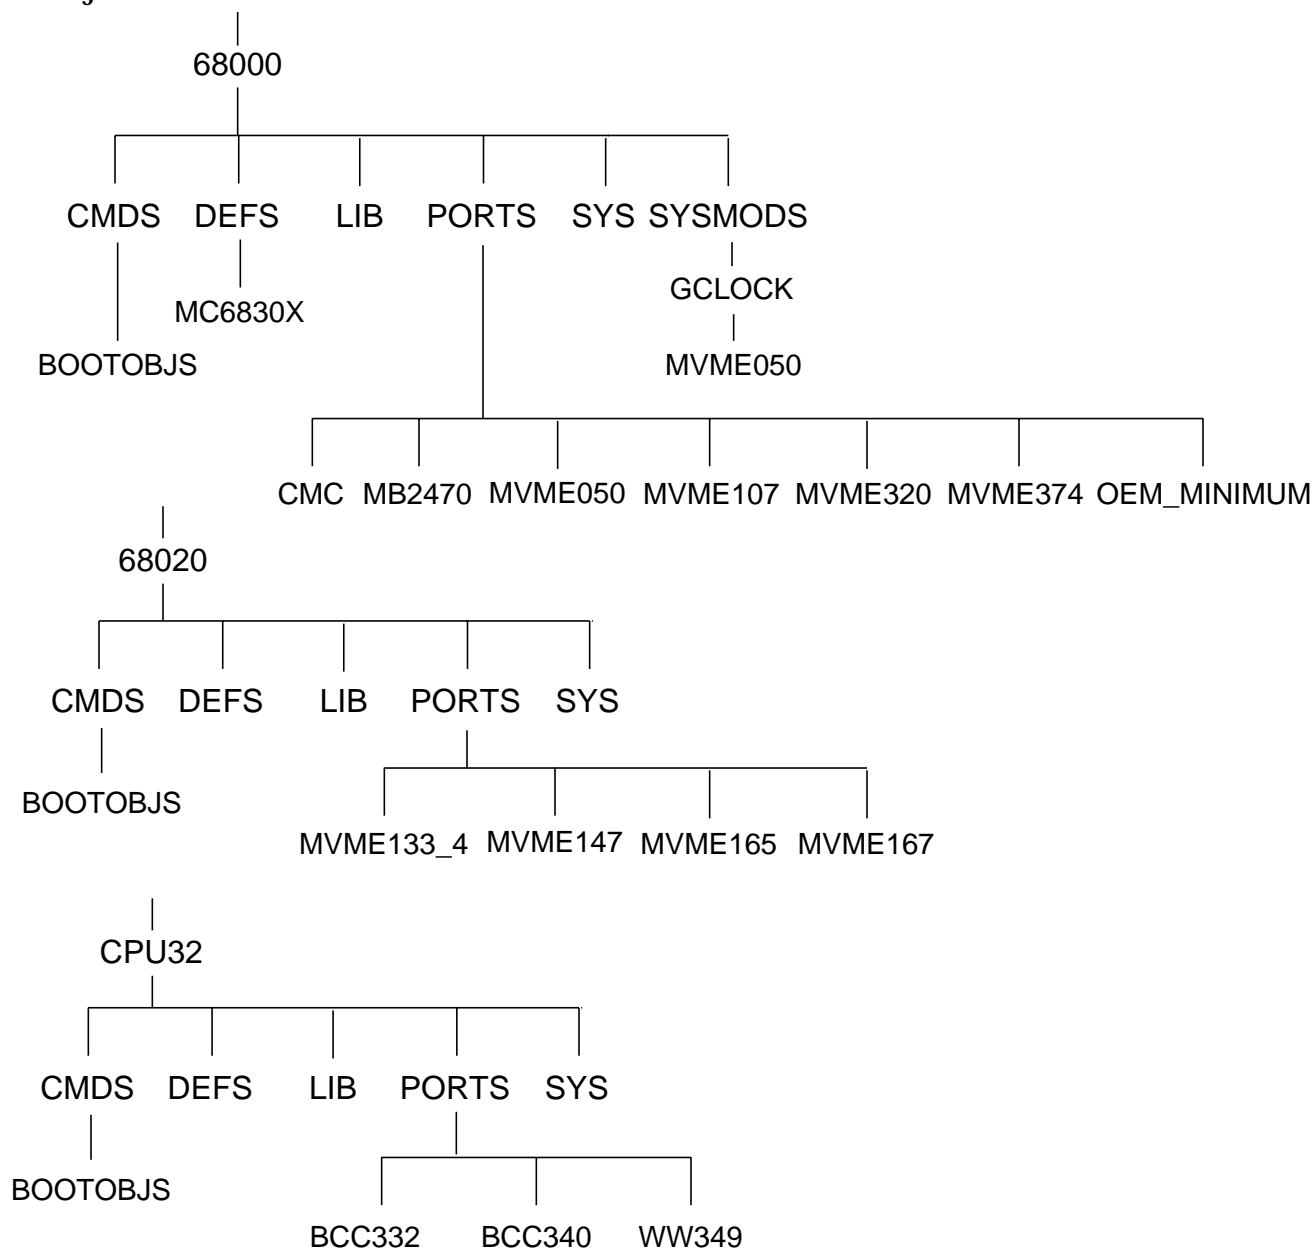 68000
CMDS DEFS LIB PORTS SYS SYSMODS
GCLOCK
MC6830X
BOOTOBJS MVME050
CMC MB2470 MVME050 MVME107 MVME320 MVME374 OEM_MINIMUM
68020
CMDS DEFS LIB PORTS SYS
BOOTOBJS
MVME133_4 MVME147 MVME165 MVME167
CPU32
CMDS DEFS LIB PORTS SYS
BOOTOBJS
BCC332 BCC340 WW349